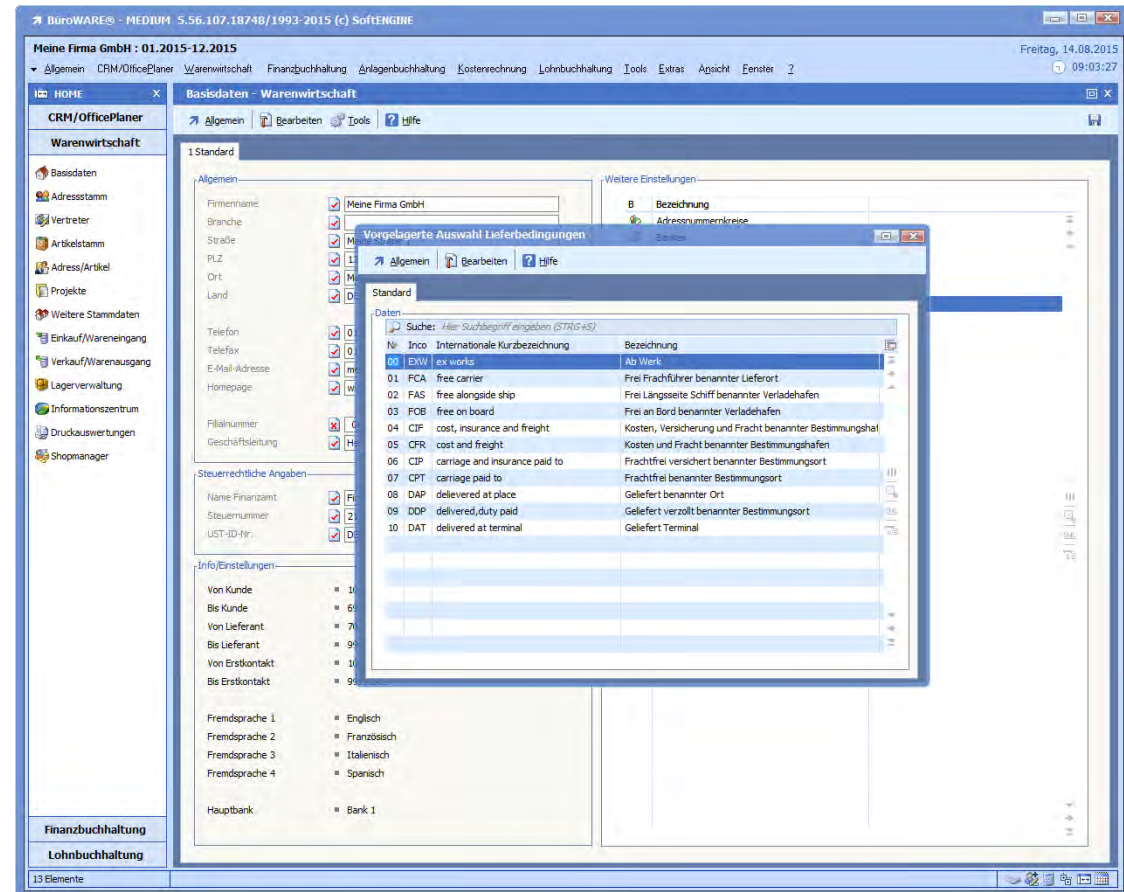 BüroWARE® - MEDIUM 5.56.107.18748/1993-2015 (c) SoftENGINE
Meine Firma GmbH : 01.2015-12.2015
Freitag, 14.08.2015
Allgemein CRM/OfficePlaner Warenwirtschaft Finanzbuchhaltung Anlagenbuchhaltung Kostenrechnung Lohnbuchhaltung Tools Extras Ansicht Fenster ?
09:03:27
HOME X
Basisdaten - Warenwirtschaft
CRM/OfficePlaner
Warenwirtschaft
Basisdaten
Adressstamm
Vertreter
Artikelstamm
Adress/Artikel
Projekte
Weitere Stammdaten
Einkauf/Wareneingang
Verkauf/Warenausgang
Lagerverwaltung
Informationszentrum
Druckauswertungen
Shopmanager
Finanzbuchhaltung
Lohnbuchhaltung
13 Elemente
Allgemein Bearbeiten Tools Hilfe
1 Standard
Allgemein
Firmenname Meine Firma GmbH
Branche
Straße
PLZ
Ort
Land
Telefon
Telefax
E-Mail-Adresse
Homepage
Filialnummer
Geschäftsleitung
Steuerrechtliche Angaben
Name Finanzamt
Steuernummer
UST-ID-Nr.
Info/Einstellungen
Von Kunde
Bis Kunde
Von Lieferant
Bis Lieferant
Von Erstkontakt
Bis Erstkontakt
Fremdsprache 1 Englisch
Fremdsprache 2 Französisch
Fremdsprache 3 Italienisch
Fremdsprache 4 Spanisch
Hauptbank Bank 1
Weitere Einstellungen
B Bezeichnung
Adressnummernkreise
Banken
Vorgelagerte Auswahl Lieferbedingungen
Allgemein Bearbeiten Hilfe
Standard
Daten
Suche: Hier Suchbegriff eingeben (STRG+S)
Nr Inco Internationale Kurzbezeichnung Bezeichnung
00 EXW ex works Ab Werk
01 FCA free carrier Frei Frachtführer benannter Lieferort
02 FAS free alongside ship Frei Längsseite Schiff benannter Verladehafen
03 FOB free on board Frei an Bord benannter Verladehafen
04 CIF cost, insurance and freight Kosten, Versicherung und Fracht benannter Bestimmungshaf
05 CFR cost and freight Kosten und Fracht benannter Bestimmungshafen
06 CIP carriage and insurance paid to Frachtfrei versichert benannter Bestimmungsort
07 CPT carriage paid to Frachtfrei benannter Bestimmungsort
08 DAP delievered at place Geliefert benannter Ort
09 DDP delivered,duty paid Geliefert verzollt benannter Bestimmungsort
10 DAT delivered at terminal Geliefert Terminal